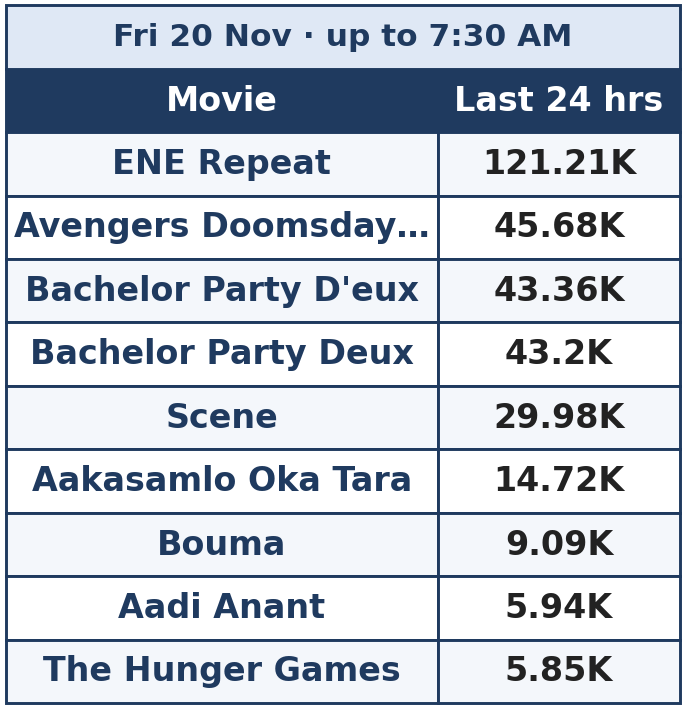 Fri 20 Nov · up to 7:30 AM
Movie Last 24 hrs
ENE Repeat 121.21K
Avengers Doomsday... 45.68K
Bachelor Party D'eux 43.36K
Bachelor Party Deux 43.2K
Scene 29.98K
Aakasamlo Oka Tara 14.72K
Bouma 9.09K
Aadi Anant 5.94K
The Hunger Games 5.85K